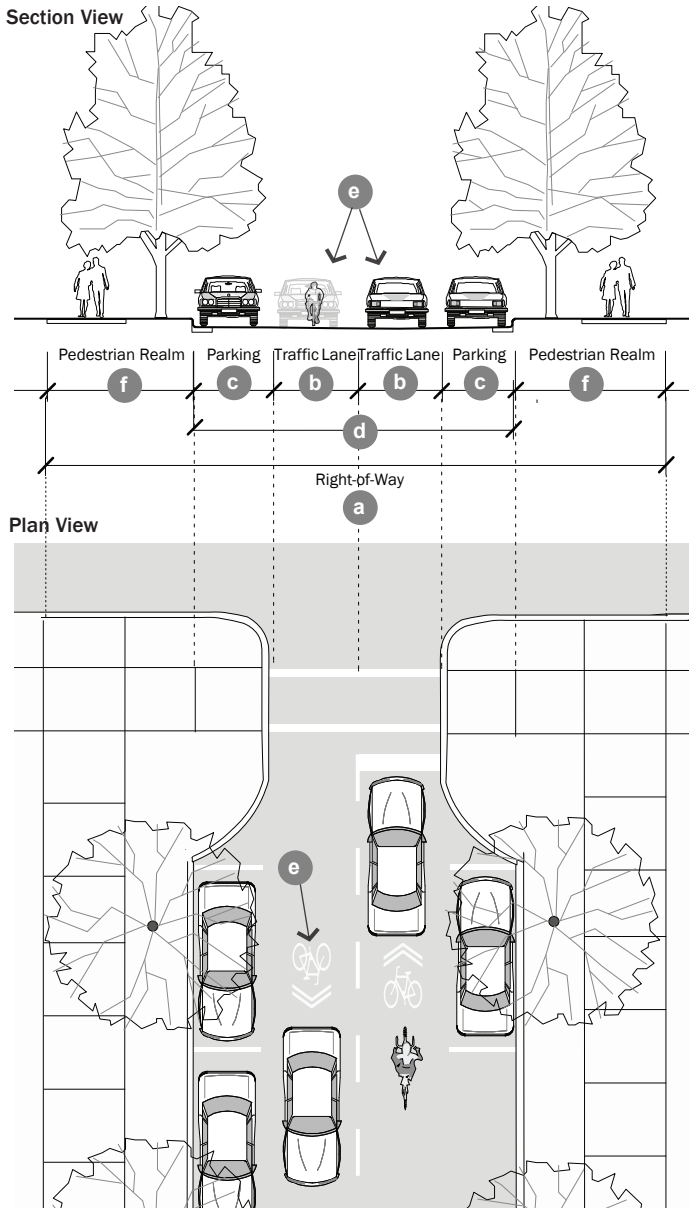 Section View
e
Pedestrian Realm Parking Traffic Lane Traffic Lane Parking Pedestrian Realm
f c b b c f
d
Right-of-Way
a
Plan View
e